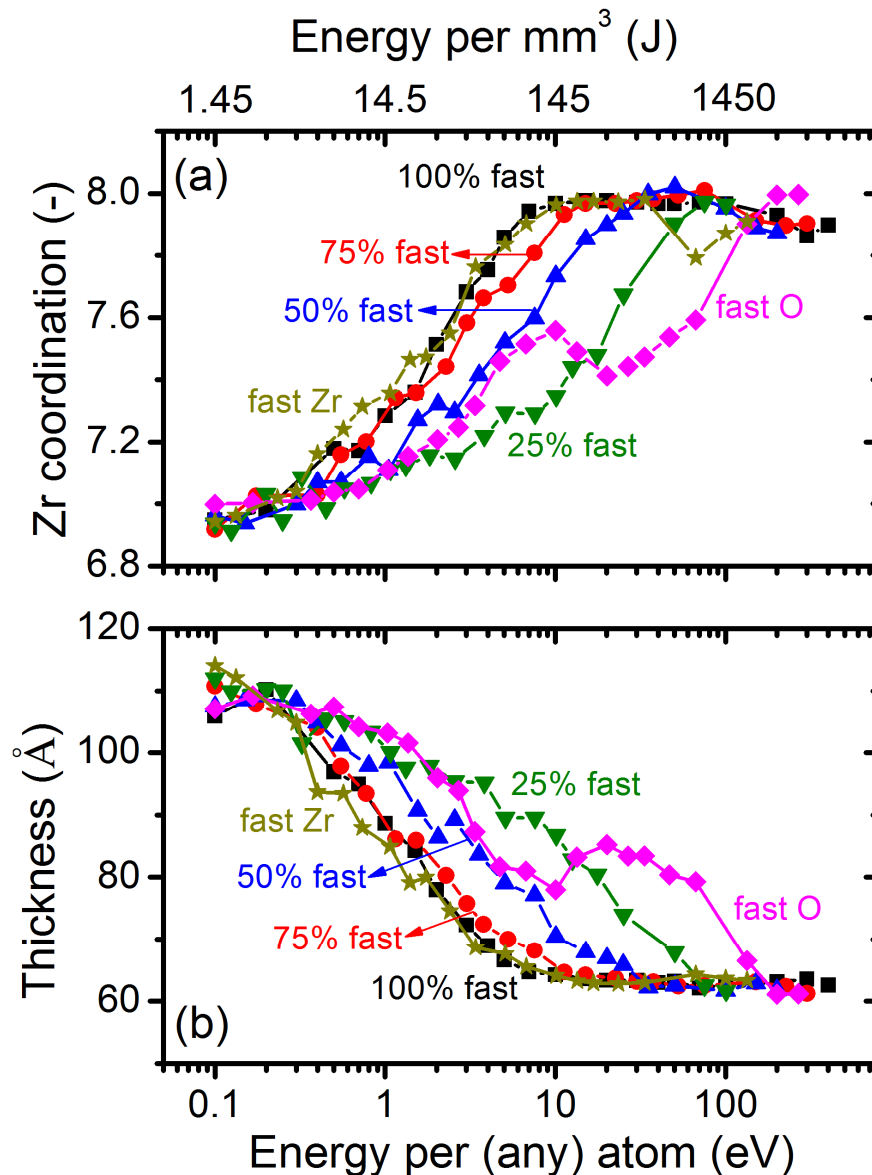 Energy per mm³ (J)
1.45 14.5 145 1450
(a)
100% fast
75% fast
50% fast
fast O
fast Zr
25% fast
Zr coordination (-)
8.0
7.6
7.2
6.8
120
100
80
60
Thickness (Å)
25% fast
fast Zr
50% fast
fast O
75% fast
100% fast
(b)
0.1 1 10 100
Energy per (any) atom (eV)